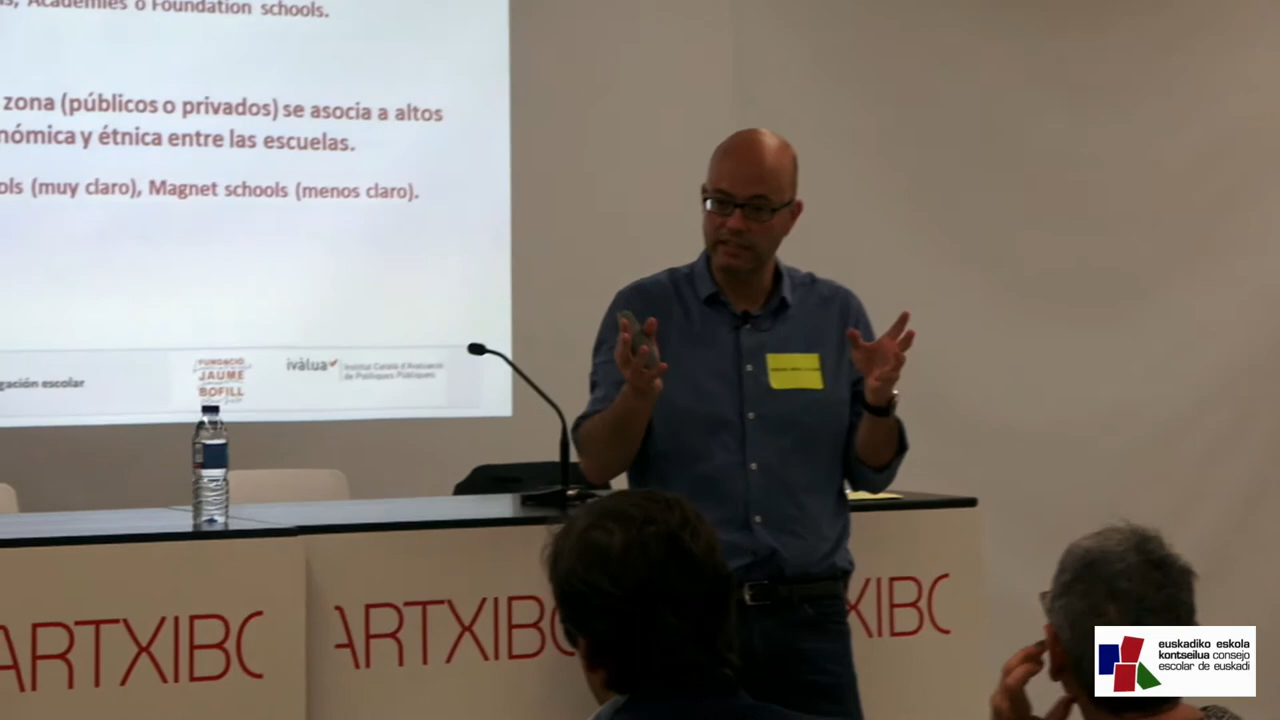 Academies o Foundation schools.
zona (públicos o privados) se asocia a altos
nómica y étnica entre las escuelas.
ols (muy claro), Magnet schools (menos claro).
gación escolar
FUNDACIÓ
JAUME
BOFILL
ivàlua
Institut Català d'Avaluació
de Polítiques Públiques
ARTXIBO
ARTXIBO
XIBO
euskadiko eskola
kontseilua consejo
escolar de euskadi